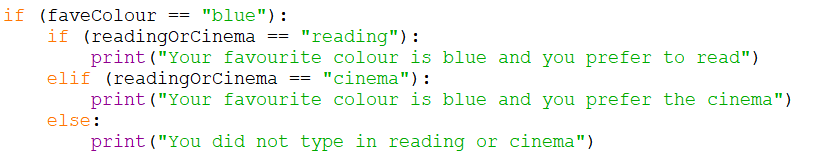 if (faveColour == "blue"):
    if (readingOrCinema == "reading"):
        print("Your favourite colour is blue and you prefer to read")
    elif (readingOrCinema == "cinema"):
        print("Your favourite colour is blue and you prefer the cinema")
    else:
        print("You did not type in reading or cinema")